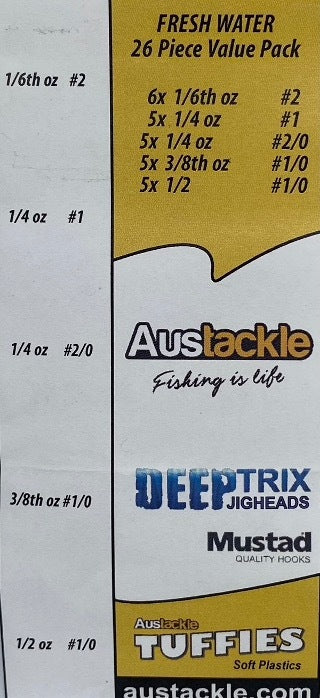 FRESH WATER
26 Piece Value Pack
6x 1/6th oz #2
5x 1/4 oz #1
5x 1/4 oz #2/0
5x 3/8th oz #1/0
5x 1/2 #1/0
1/6th oz #2
1/4 oz #1
1/4 oz #2/0
3/8th oz #1/0
1/2 oz #1/0
Austackle
Fishing is life
DEEPTRIX
JIGHEADS
Mustad
QUALITY HOOKS
Austackle
TUFFIES
Soft Plastics
austackle.com